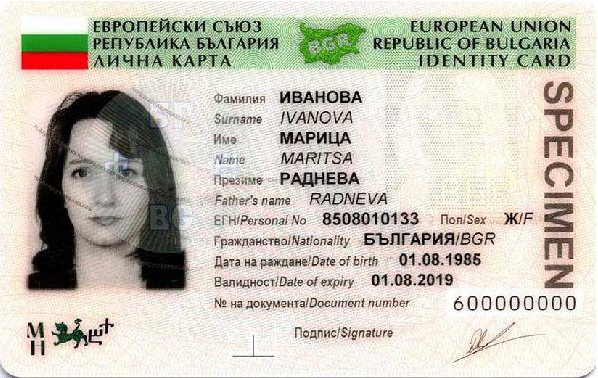 ЕВРОПЕЙСКИ СЪЮЗ
РЕПУБЛИКА БЪЛГАРИЯ
ЛИЧНА КАРТА
BGR
EUROPEAN UNION
REPUBLIC OF BULGARIA
IDENTITY CARD
Фамилия ИВАНОВА
Surname IVANOVA
Име МАРИЦА
Name MARITSA
Презиме РАДНЕВА
Father's name RADNEVA
ЕГН/Personal No 8508010133 Пол/Sex Ж/F
Гражданство/Nationality БЪЛГАРИЯ/BGR
Дата на раждане/Date of birth 01.08.1985
Валидност/Date of expiry 01.08.2019
№ на документа/Document number 600000000
Подпис/Signature
SPECIMEN
BG
МН